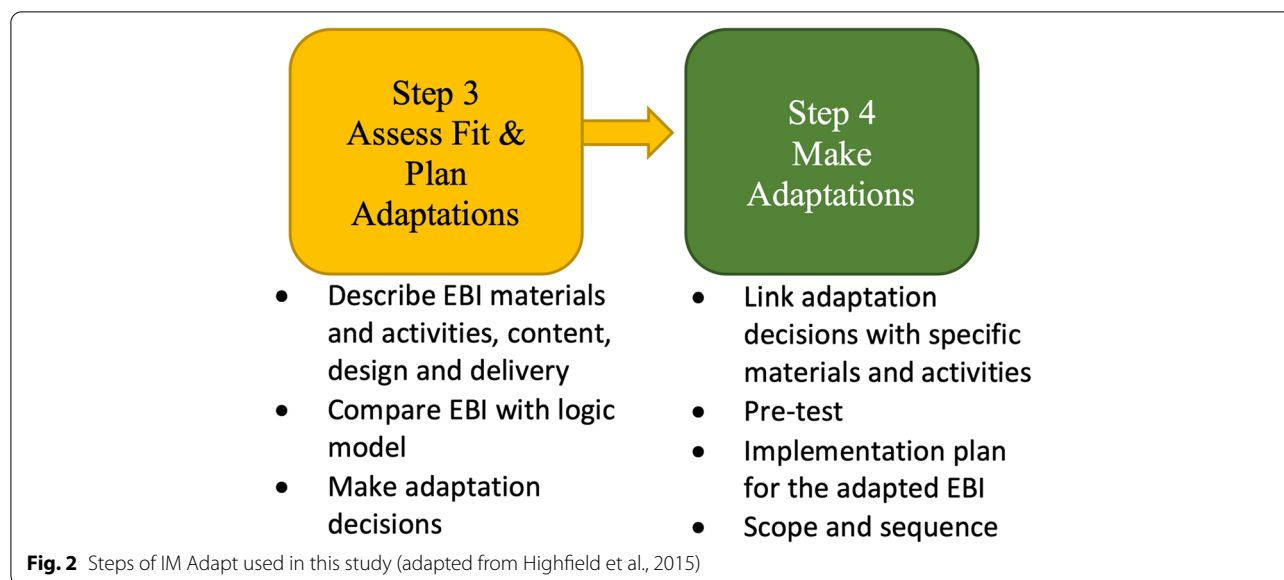 Step 3
Assess Fit &
Plan
Adaptations
Step 4
Make
Adaptations
• Describe EBI materials
and activities, content,
design and delivery
• Compare EBI with logic
model
• Make adaptation
decisions
• Link adaptation
decisions with specific
materials and activities
• Pre-test
• Implementation plan
for the adapted EBI
• Scope and sequence
Fig. 2 Steps of IM Adapt used in this study (adapted from Highfield et al., 2015)